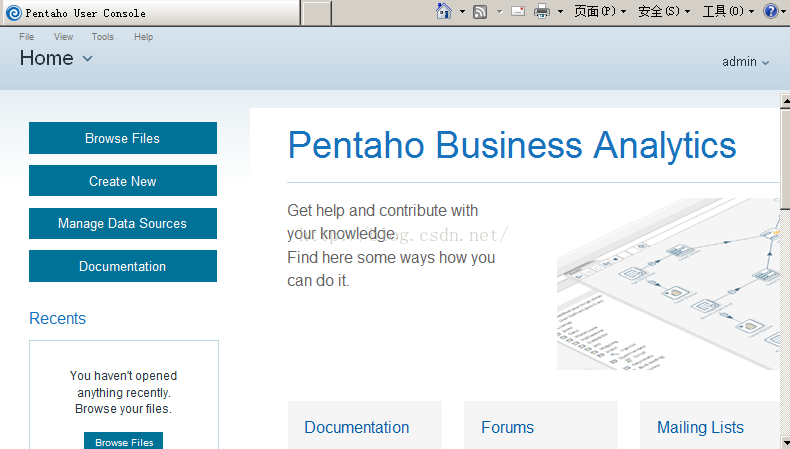 Pentaho User Console
页面(P) 安全(S) 工具(O)
File View Tools Help
Home
admin
Browse Files
Create New
Manage Data Sources
Documentation
Recents
You haven't opened
anything recently.
Browse your files.
Browse Files
Pentaho Business Analytics
Get help and contribute with
your knowledge.
Find here some ways how you
can do it.
http://blog.csdn.net/
Documentation
Forums
Mailing Lists